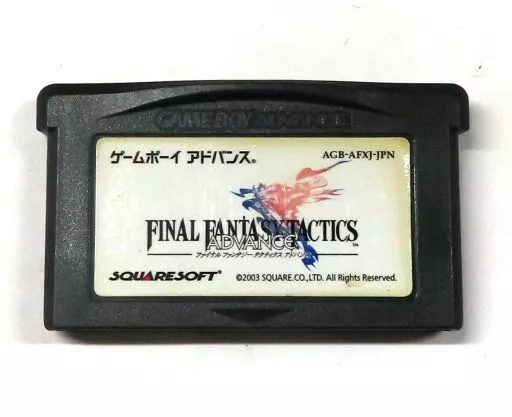 GAME BOY ADVANCE
ゲームボーイ アドバンス®
AGB-AFXJ-JPN
FINAL FANTASY TACTICS™
ADVANCE
ファイナル ファンタジー タクティクス アドバンス
SQUARESOFT®
©2003 SQUARE CO., LTD. All Rights Reserved.